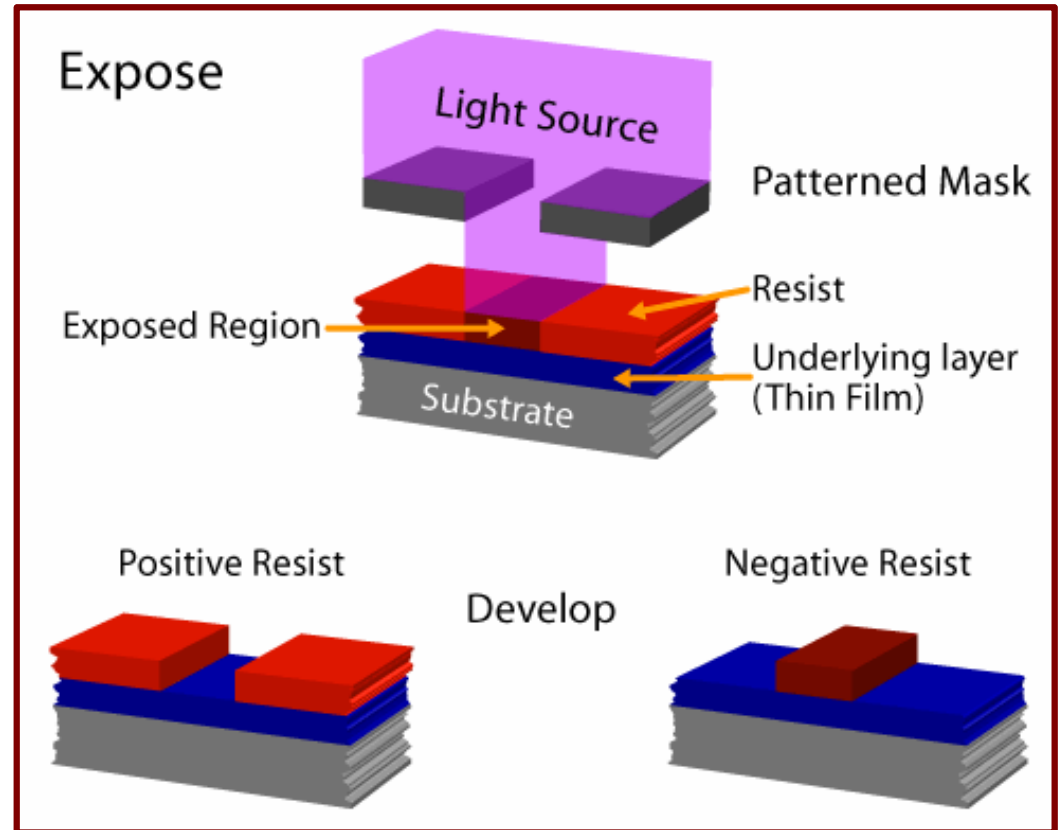 Expose
Light Source
Patterned Mask
Resist
Exposed Region
Underlying layer
(Thin Film)
Substrate
Positive Resist
Negative Resist
Develop